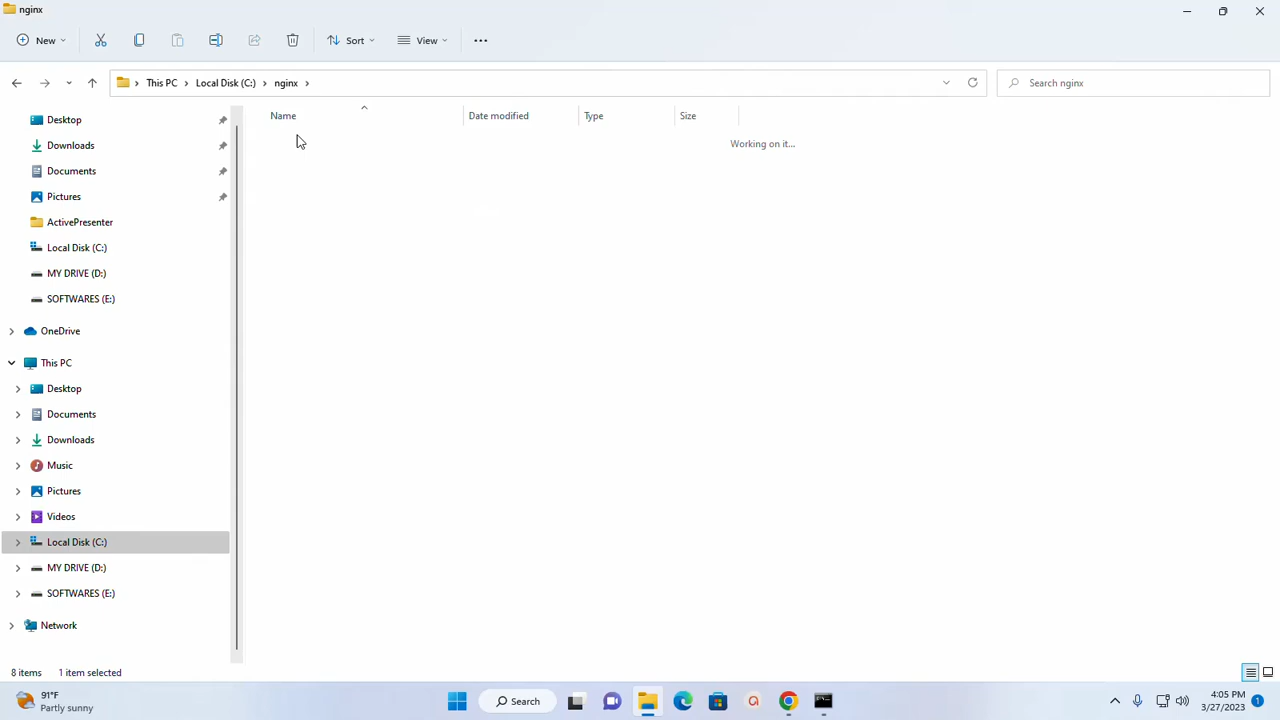 nginx
New
Sort
View
This PC
Local Disk (C:)
nginx
Search nginx
Name
Date modified
Type
Size
Working on it...
Desktop
Downloads
Documents
Pictures
ActivePresenter
Local Disk (C:)
MY DRIVE (D:)
SOFTWARES (E:)
OneDrive
This PC
Desktop
Documents
Downloads
Music
Pictures
Videos
Local Disk (C:)
MY DRIVE (D:)
SOFTWARES (E:)
Network
8 items
1 item selected
91°F
Partly sunny
Search
4:05 PM
3/27/2023
1